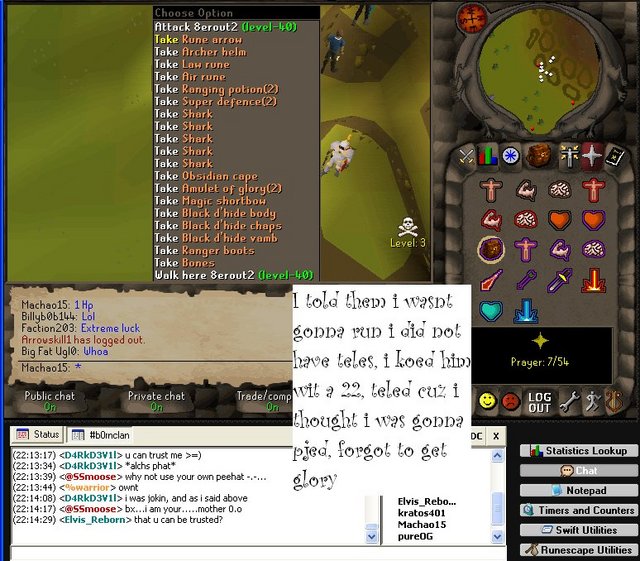 Choose Option
Attack 8erout2 (level-40)
Take Rune arrow
Take Archer helm
Take Law rune
Take Air rune
Take Ranging potion(2)
Take Super defence(2)
Take Shark
Take Shark
Take Shark
Take Shark
Take Shark
Take Obsidian cape
Take Amulet of glory(2)
Take Magic shortbow
Take Black d'hide body
Take Black d'hide chaps
Take Black d'hide vamb
Take Ranger boots
Take Bones
Walk here 8erout2 (level-40)
Level: 3
Prayer: 7/54
LOG
OUT
Machao15: 1 Hp
Billyb0b144: Lol
Faction203: Extreme luck
Arrowskill1 has logged out.
Big Fat Ugl0: Whoa
Machao15: *
Public chat
On
Private chat
On
Trade/comp
On
I told them i wasnt
gonna run i did not
have teles, i koed him
wit a 22, teled cuz i
thought i was gonna
pjed, forgot to get
glory
Status
#b0mclan
DC X
(22:13:17) <D4RkD3V1l> u can trust me >=)
(22:13:34) <D4RkD3V1l> *alchs phat*
(22:13:39) <@SSmoose> why not use your own peehat -.-...
(22:13:44) <%warrior> ownt
(22:14:08) <D4RkD3V1l> i was jokin, and as i said above
(22:14:17) <@SSmoose> bx...i am your.....mother 0.o
(22:14:29) <Elvis_Reborn> that u can be trusted?
Elvis_Rebo...
kratos401
Machao15
pureOG
Statistics Lookup
Chat
Notepad
Timers and Counters
Swift Utilities
Runescape Utilities